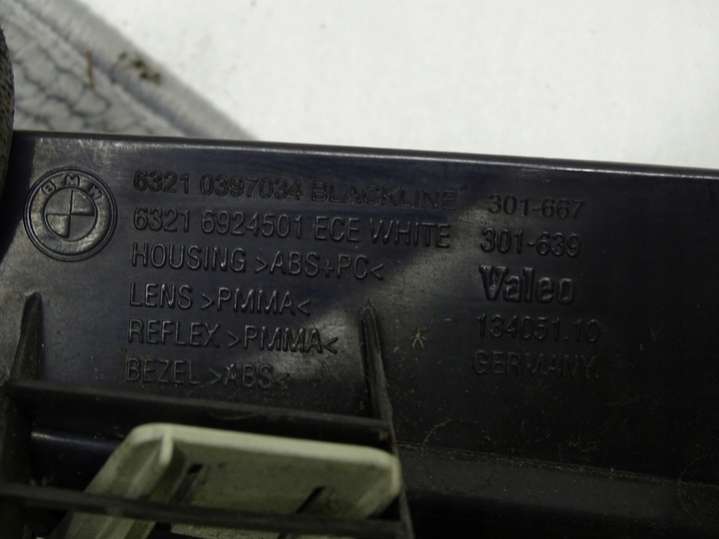 BMW
6321 0397034 BLACKLINE 301-667
6321 6924501 ECE WHITE 301-639
HOUSING >ABS+PC<
Valeo
LENS >PMMA<
134051.10
REFLEX >PMMA<
GERMANY
BEZEL >ABS<